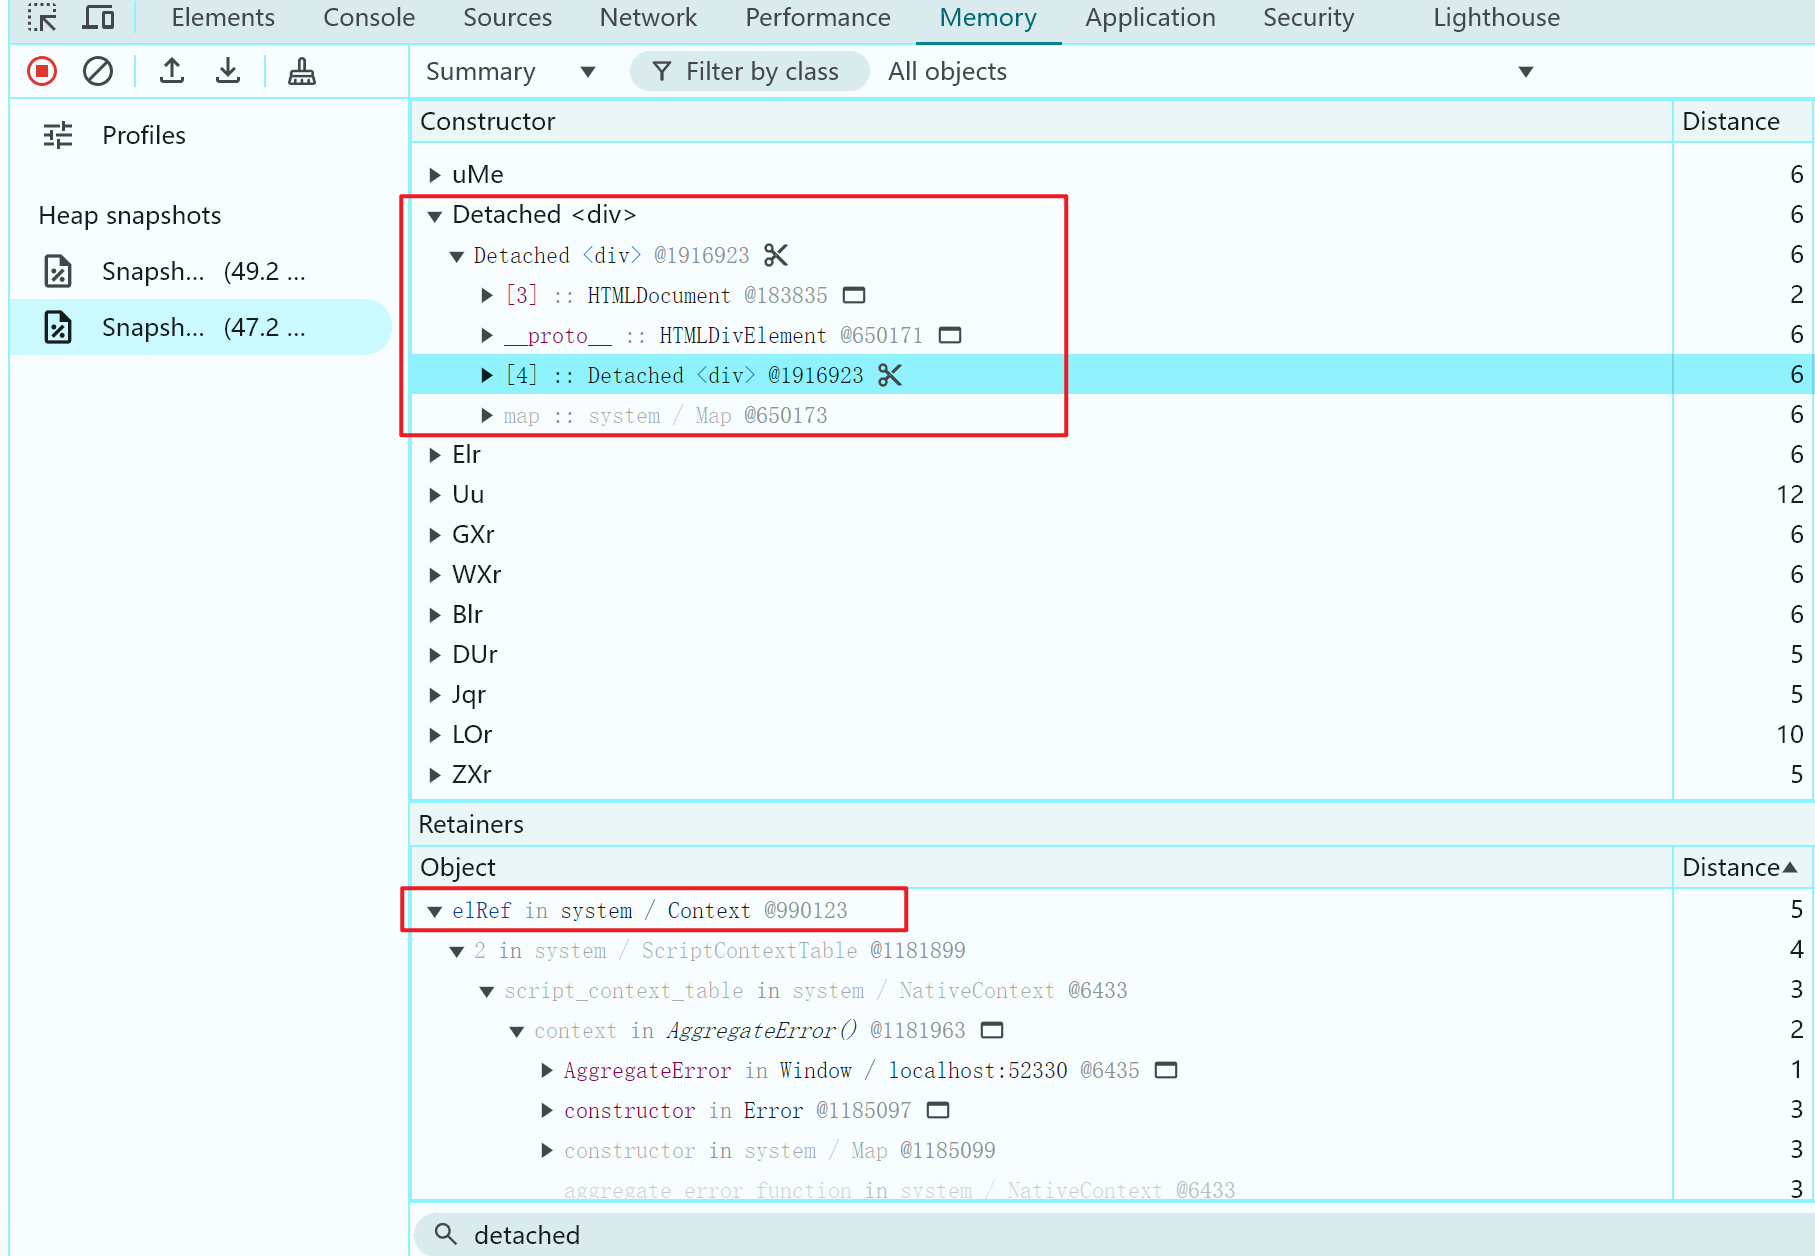 Elements Console Sources Network Performance Memory Application Security Lighthouse
Summary Filter by class All objects
Profiles
Heap snapshots
Snapsh... (49.2 ...
Snapsh... (47.2 ...
Constructor Distance
uMe 6
Detached <div> 6
Detached <div> @1916923 6
[3] :: HTMLDocument @183835 2
__proto__ :: HTMLDivElement @650171 6
[4] :: Detached <div> @1916923 6
map :: system / Map @650173 6
Elr 6
Uu 12
GXr 6
WXr 6
Blr 6
DUr 5
Jqr 5
LOr 10
ZXr 5
Retainers
Object Distance
elRef in system / Context @990123 5
2 in system / ScriptContextTable @1181899 4
script_context_table in system / NativeContext @6433 3
context in AggregateError() @1181963 2
AggregateError in Window / localhost:52330 @6435 1
constructor in Error @1185097 3
constructor in system / Map @1185099 3
aggregate_error_function in system / NativeContext @6433 3
detached